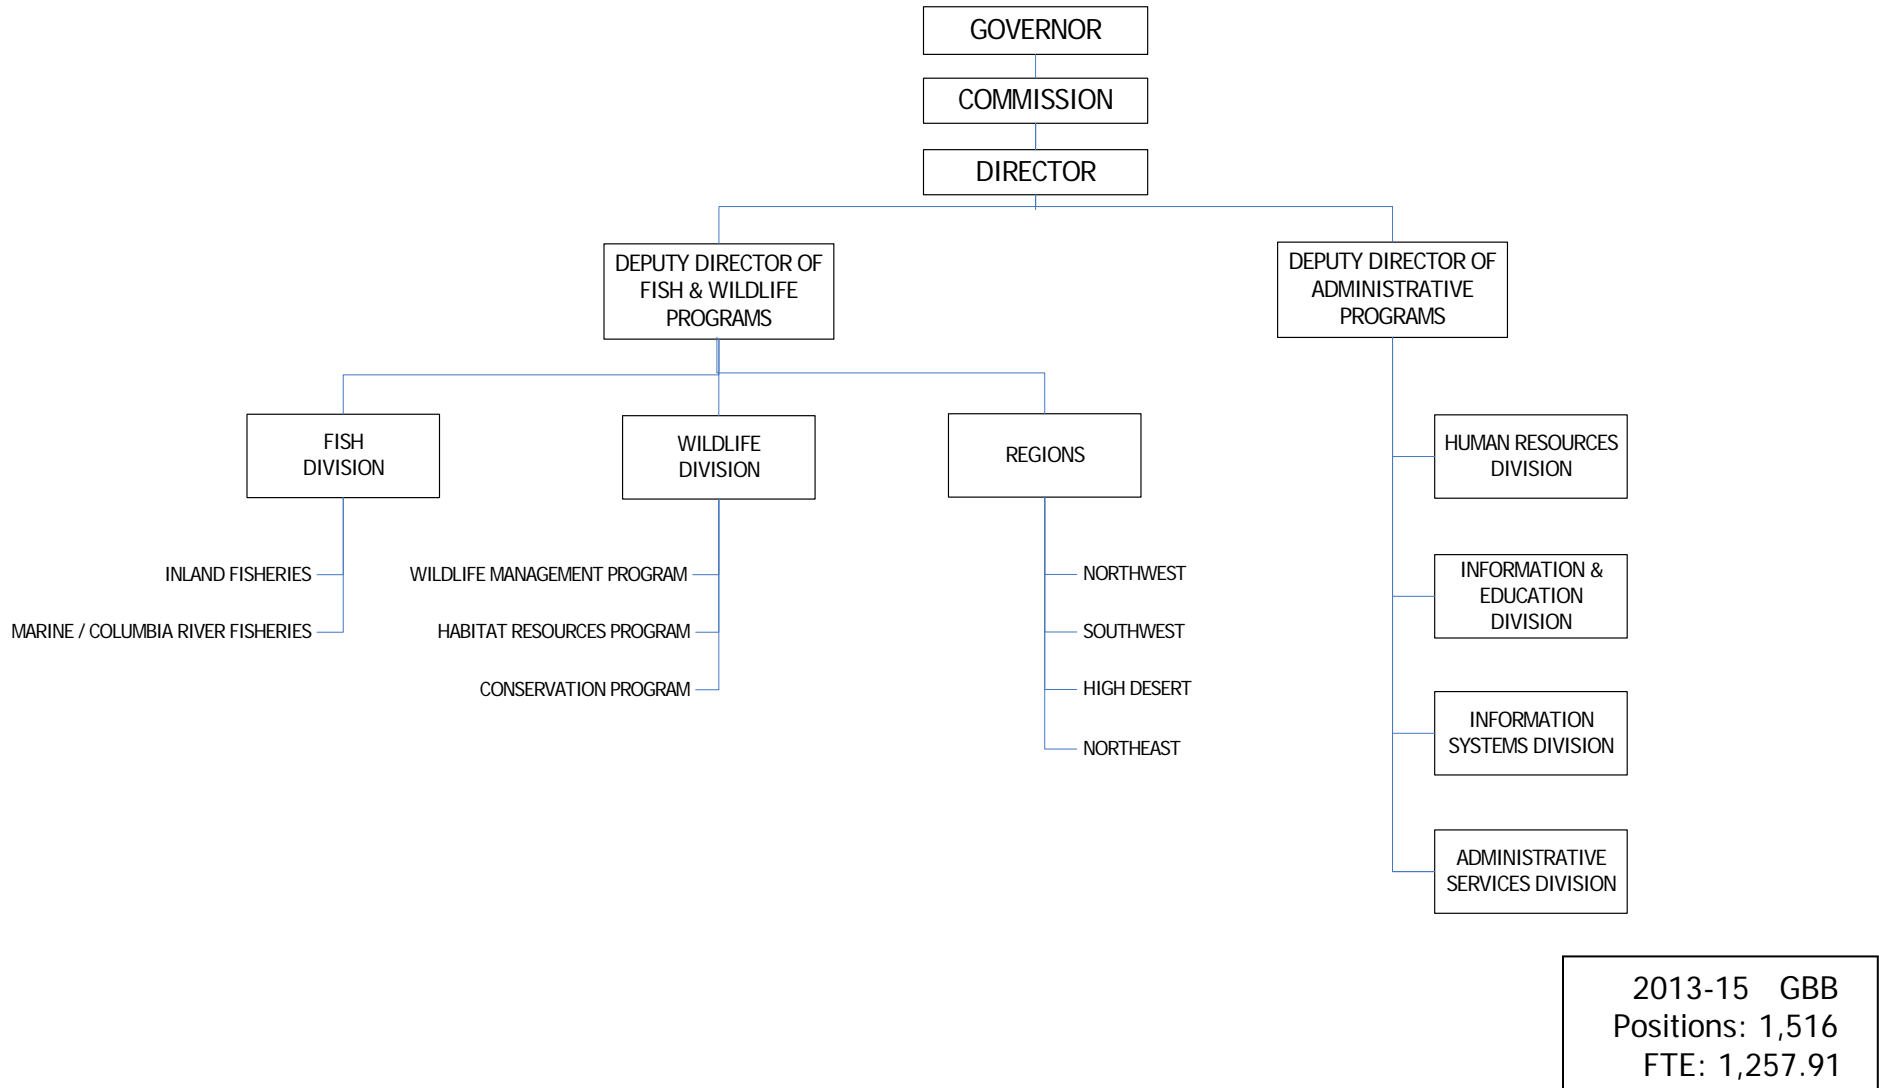 GOVERNOR
COMMISSION
DIRECTOR
DEPUTY DIRECTOR OF
FISH & WILDLIFE
PROGRAMS
DEPUTY DIRECTOR OF
ADMINISTRATIVE
PROGRAMS
FISH
DIVISION
WILDLIFE
DIVISION
REGIONS
INLAND FISHERIES
MARINE / COLUMBIA RIVER FISHERIES
WILDLIFE MANAGEMENT PROGRAM
HABITAT RESOURCES PROGRAM
CONSERVATION PROGRAM
NORTHWEST
SOUTHWEST
HIGH DESERT
NORTHEAST
HUMAN RESOURCES
DIVISION
INFORMATION &
EDUCATION
DIVISION
INFORMATION
SYSTEMS DIVISION
ADMINISTRATIVE
SERVICES DIVISION
2013-15 GBB
Positions: 1,516
FTE: 1,257.91